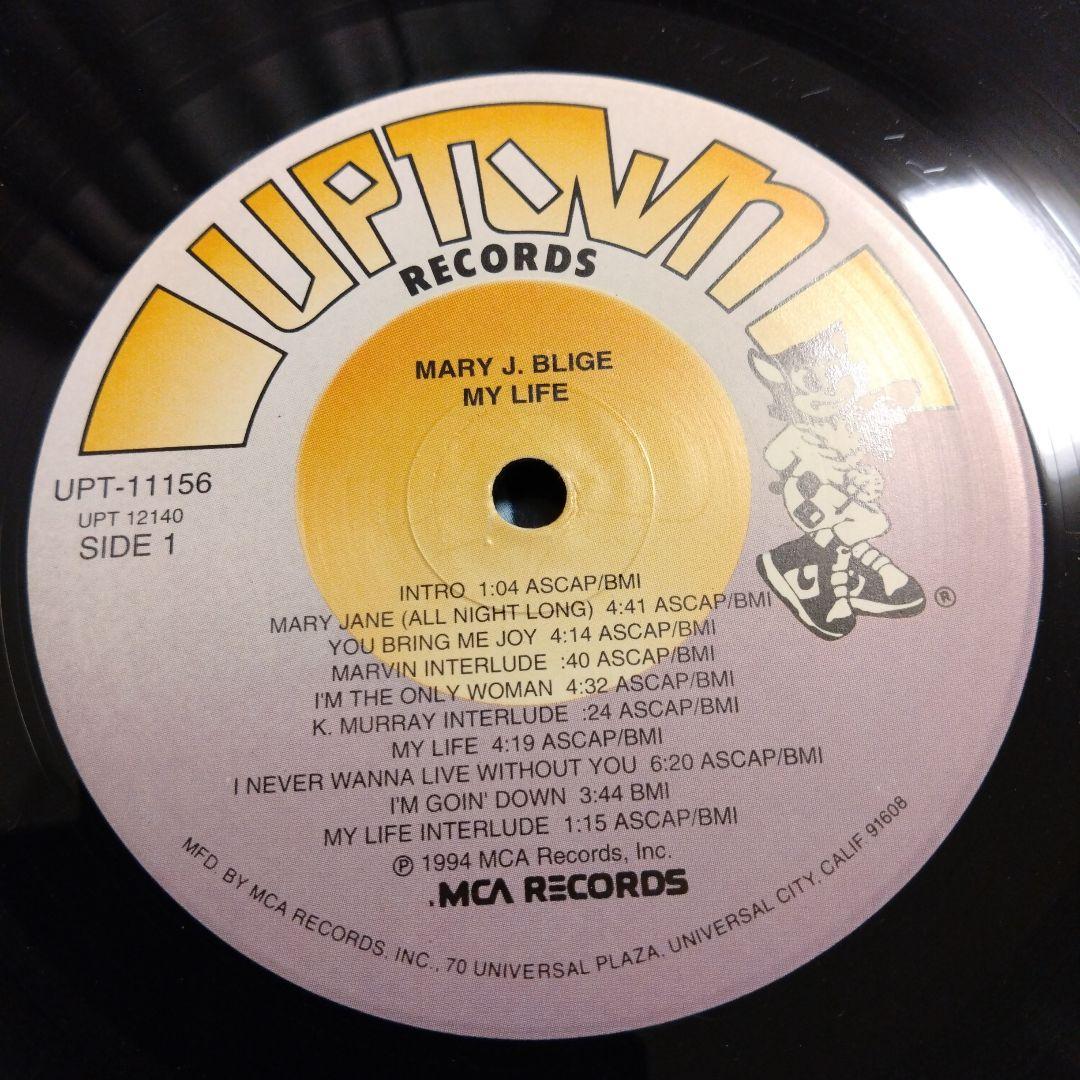 UPTOWN
RECORDS
MARY J. BLIGE
MY LIFE
UPT-11156
UPT 12140
SIDE 1
INTRO 1:04 ASCAP/BMI
MARY JANE (ALL NIGHT LONG) 4:41 ASCAP/BMI
YOU BRING ME JOY 4:14 ASCAP/BMI
MARVIN INTERLUDE :40 ASCAP/BMI
I'M THE ONLY WOMAN 4:32 ASCAP/BMI
K. MURRAY INTERLUDE :24 ASCAP/BMI
MY LIFE 4:19 ASCAP/BMI
I NEVER WANNA LIVE WITHOUT YOU 6:20 ASCAP/BMI
I'M GOIN' DOWN 3:44 BMI
MY LIFE INTERLUDE 1:15 ASCAP/BMI
℗ 1994 MCA Records, Inc.
.MCA RECORDS
MFD. BY MCA RECORDS, INC., 70 UNIVERSAL PLAZA, UNIVERSAL CITY, CALIF 91608
®